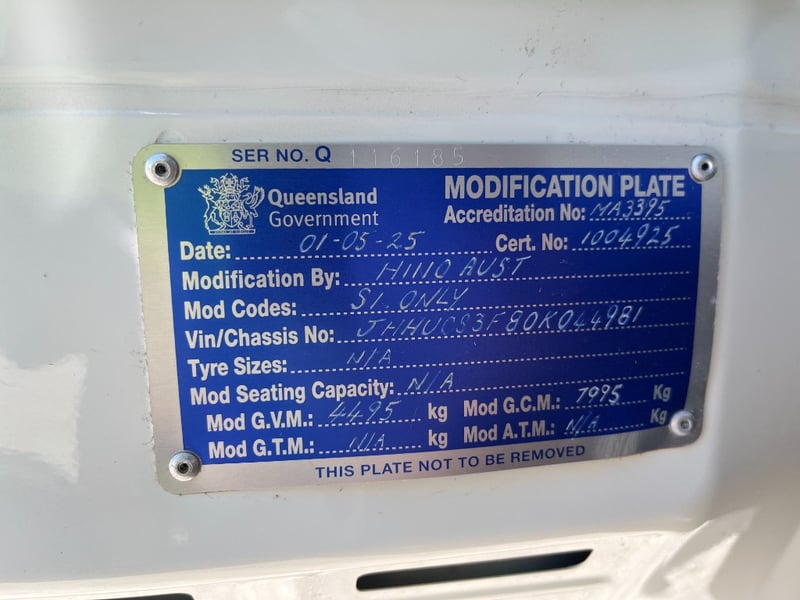 SER NO. Q 116185
Queensland Government
MODIFICATION PLATE
Accreditation No: MA3395
Date: 01-05-25 Cert. No: 1004925
Modification By: H1110 AUST
Mod Codes: S1 ONLY
Vin/Chassis No: JHHUCS3F80K044981
Tyre Sizes: N/A
Mod Seating Capacity: N/A
Mod G.V.M.: 4495 kg Mod G.C.M.: 7995 Kg
Mod G.T.M.: N/A kg Mod A.T.M.: N/A Kg
THIS PLATE NOT TO BE REMOVED